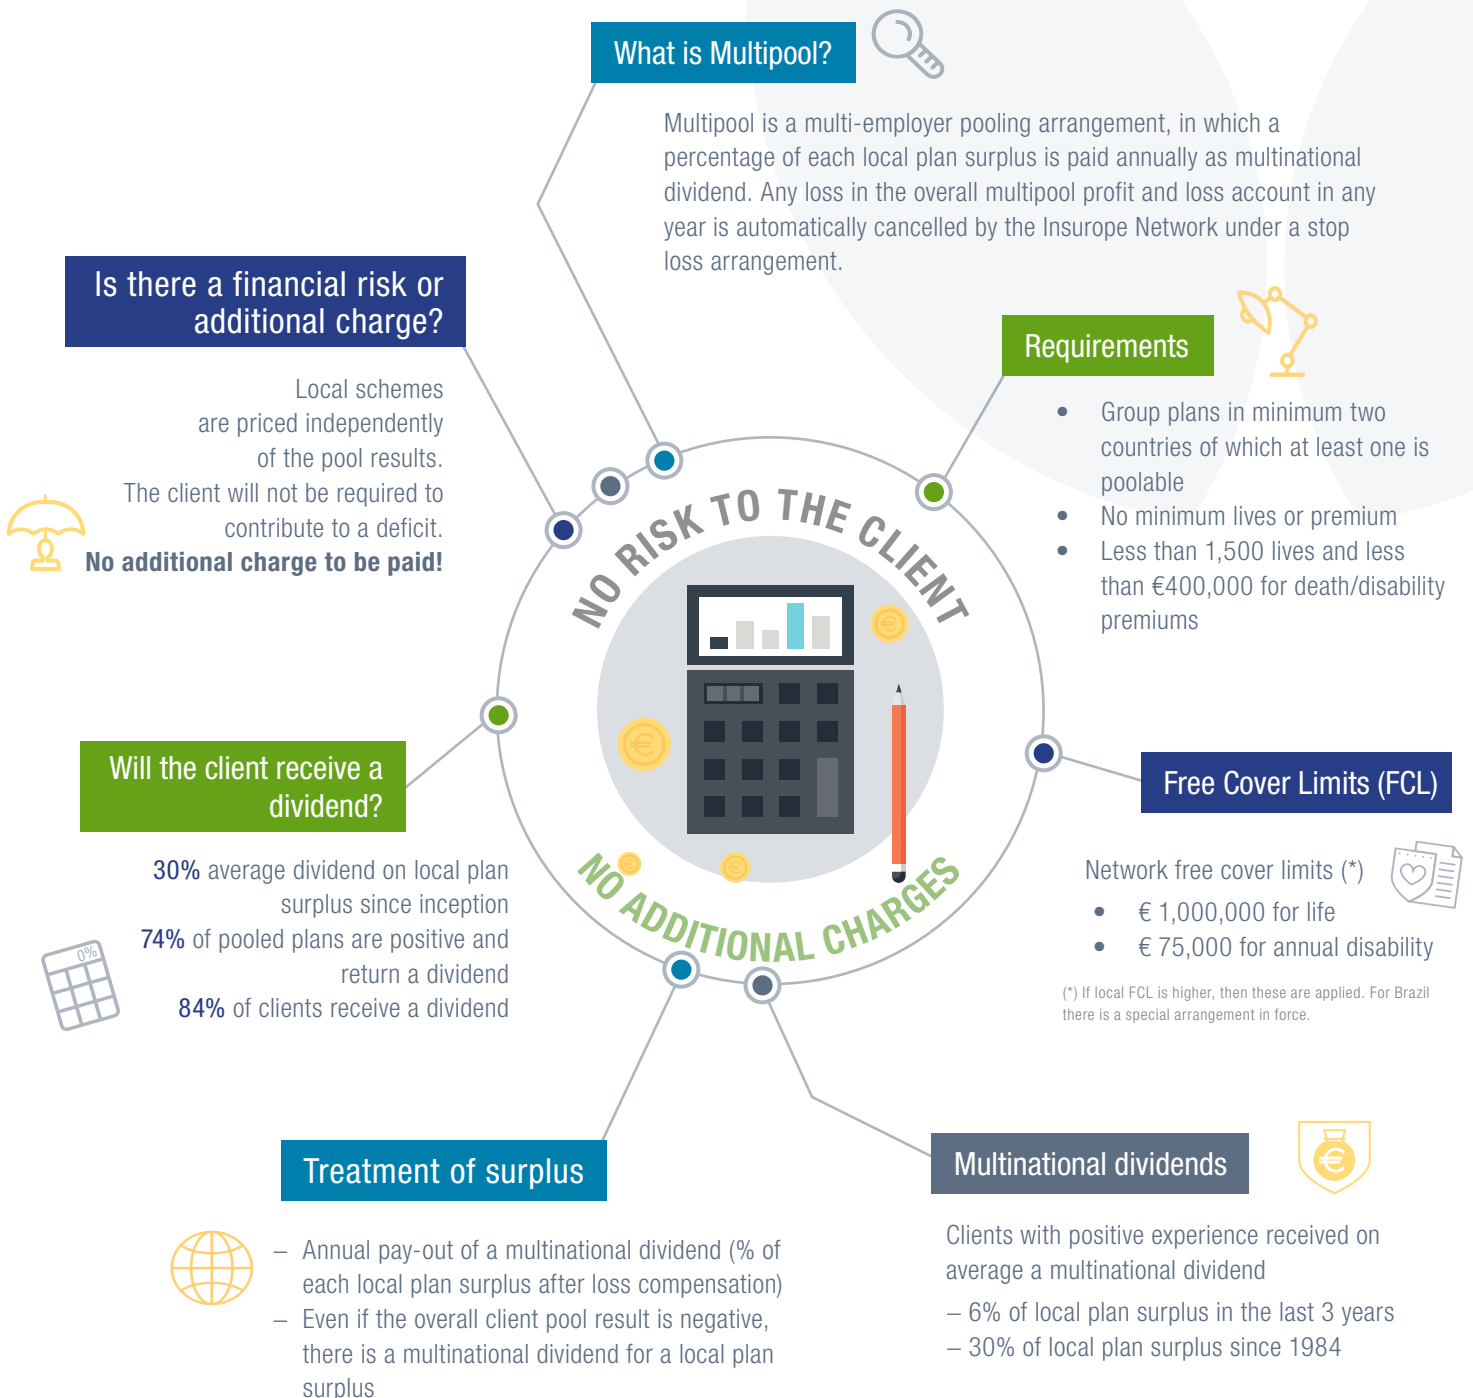 What is Multipool?
Multipool is a multi-employer pooling arrangement, in which a
percentage of each local plan surplus is paid annually as multinational
dividend. Any loss in the overall multipool profit and loss account in any
year is automatically cancelled by the Insurope Network under a stop
loss arrangement.
Is there a financial risk or
additional charge?
Local schemes
are priced independently
of the pool results.
The client will not be required to
contribute to a deficit.
No additional charge to be paid!
Requirements
• Group plans in minimum two
countries of which at least one is
poolable
• No minimum lives or premium
• Less than 1,500 lives and less
than €400,000 for death/disability
premiums
NO RISK TO THE CLIENT
€
€
€
€
NO ADDITIONAL CHARGES
Will the client receive a
dividend?
30% average dividend on local plan
surplus since inception
74% of pooled plans are positive and
return a dividend
84% of clients receive a dividend
0%
Free Cover Limits (FCL)
Network free cover limits (*)
• € 1,000,000 for life
• € 75,000 for annual disability
(*) If local FCL is higher, then these are applied. For Brazil
there is a special arrangement in force.
Treatment of surplus
– Annual pay-out of a multinational dividend (% of
each local plan surplus after loss compensation)
– Even if the overall client pool result is negative,
there is a multinational dividend for a local plan
surplus
Multinational dividends
€
Clients with positive experience received on
average a multinational dividend
– 6% of local plan surplus in the last 3 years
– 30% of local plan surplus since 1984